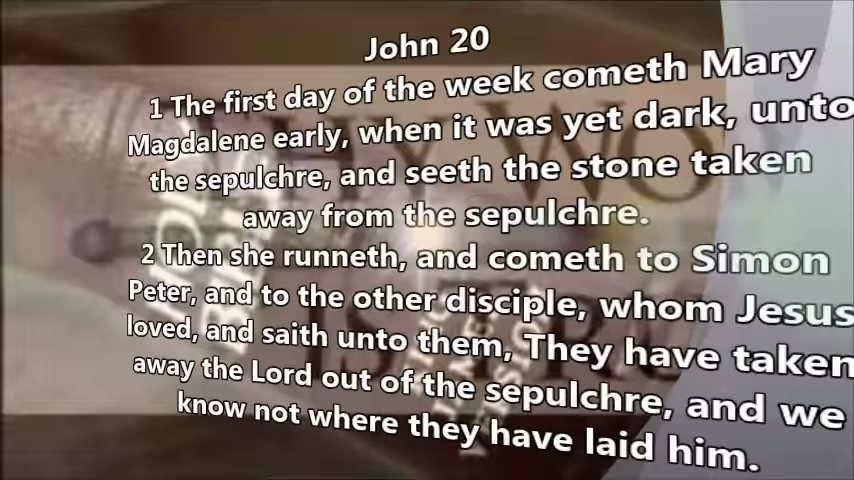 John 20
1 The first day of the week cometh Mary
Magdalene early, when it was yet dark, unto
the sepulchre, and seeth the stone taken
away from the sepulchre.
2 Then she runneth, and cometh to Simon
Peter, and to the other disciple, whom Jesus
loved, and saith unto them, They have taken
away the Lord out of the sepulchre, and we
know not where they have laid him.